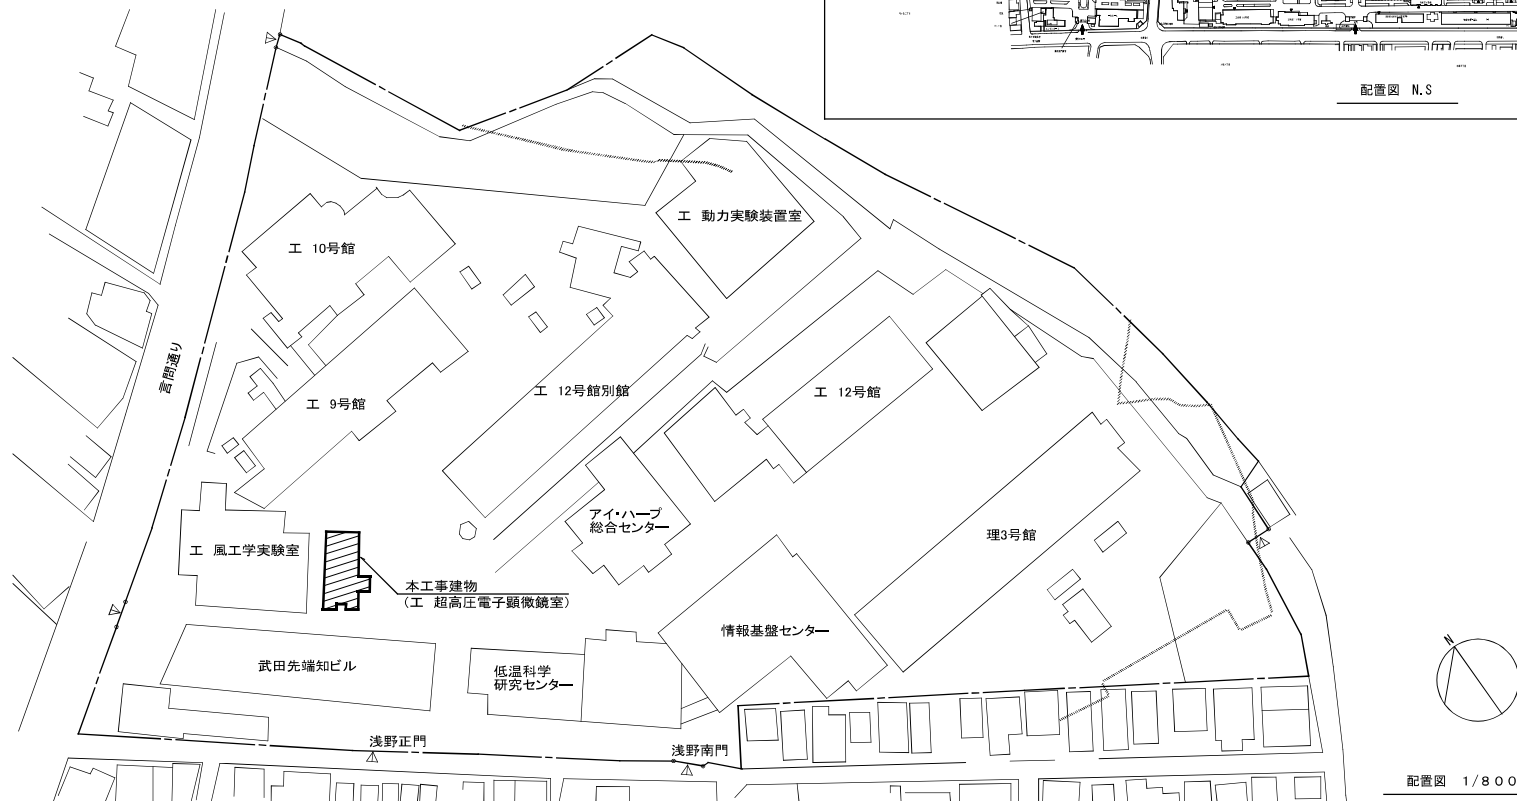 配置図 N.S
工 動力実験装置室
工 10号館
言問通り
工 9号館
工 12号館別館
工 12号館
アイ・ハープ
総合センター
理3号館
工 風工学実験室
本工事建物
(工 超高圧電子顕微鏡室)
情報基盤センター
武田先端知ビル
低温科学
研究センター
N
浅野正門
浅野南門
配置図 1/800